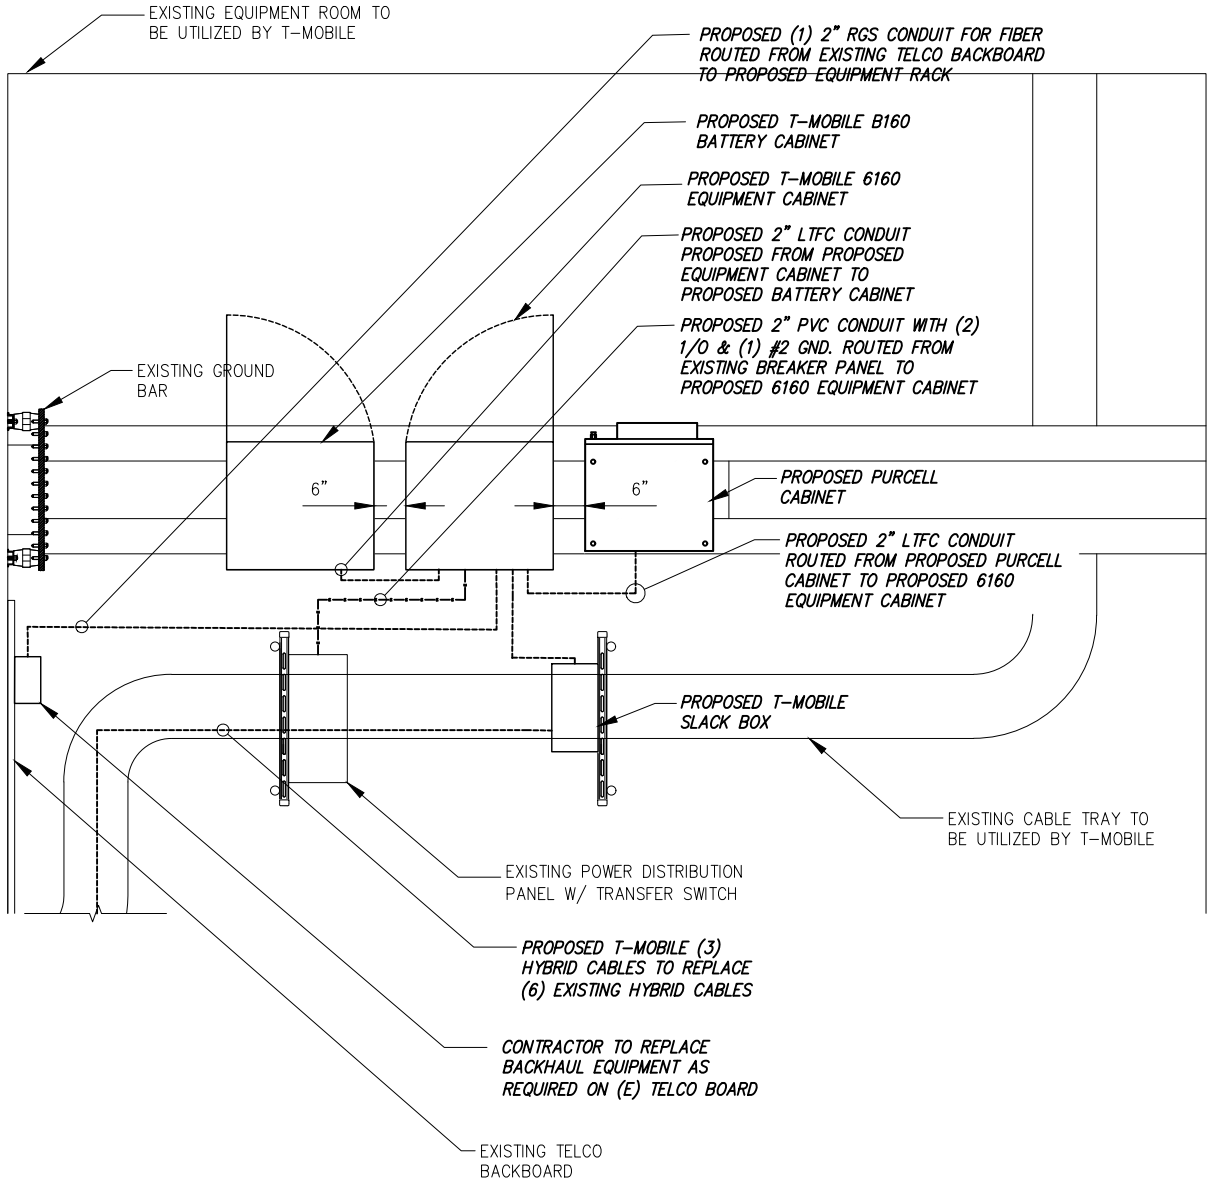 EXISTING EQUIPMENT ROOM TO
BE UTILIZED BY T-MOBILE
PROPOSED (1) 2" RGS CONDUIT FOR FIBER
ROUTED FROM EXISTING TELCO BACKBOARD
TO PROPOSED EQUIPMENT RACK
PROPOSED T-MOBILE B160
BATTERY CABINET
PROPOSED T-MOBILE 6160
EQUIPMENT CABINET
PROPOSED 2" LTFC CONDUIT
PROPOSED FROM PROPOSED
EQUIPMENT CABINET TO
PROPOSED BATTERY CABINET
PROPOSED 2" PVC CONDUIT WITH (2)
1/0 & (1) #2 GND. ROUTED FROM
EXISTING BREAKER PANEL TO
PROPOSED 6160 EQUIPMENT CABINET
EXISTING GROUND
BAR
6"
6"
PROPOSED PURCELL
CABINET
PROPOSED 2" LTFC CONDUIT
ROUTED FROM PROPOSED PURCELL
CABINET TO PROPOSED 6160
EQUIPMENT CABINET
PROPOSED T-MOBILE
SLACK BOX
EXISTING CABLE TRAY TO
BE UTILIZED BY T-MOBILE
EXISTING POWER DISTRIBUTION
PANEL W/ TRANSFER SWITCH
PROPOSED T-MOBILE (3)
HYBRID CABLES TO REPLACE
(6) EXISTING HYBRID CABLES
CONTRACTOR TO REPLACE
BACKHAUL EQUIPMENT AS
REQUIRED ON (E) TELCO BOARD
EXISTING TELCO
BACKBOARD